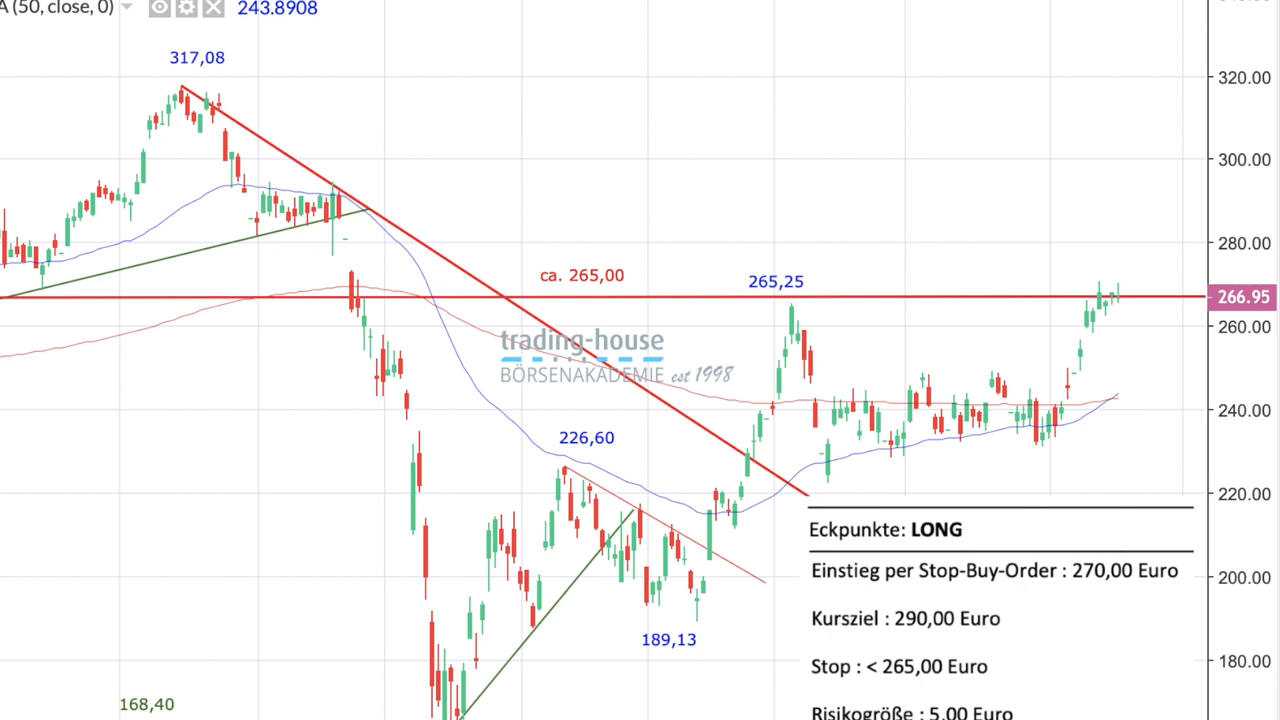 A (50, close, 0) 243.8908
317,08
320.00
300.00
280.00
ca. 265,00
265,25
266.95
260.00
trading-house
BÖRSENAKADEMIE est 1998
240.00
226,60
220.00
Eckpunkte: LONG
Einstieg per Stop-Buy-Order : 270,00 Euro
200.00
Kursziel : 290,00 Euro
189,13
180.00
Stop : < 265,00 Euro
168,40
Risikogröße : 5,00 Euro